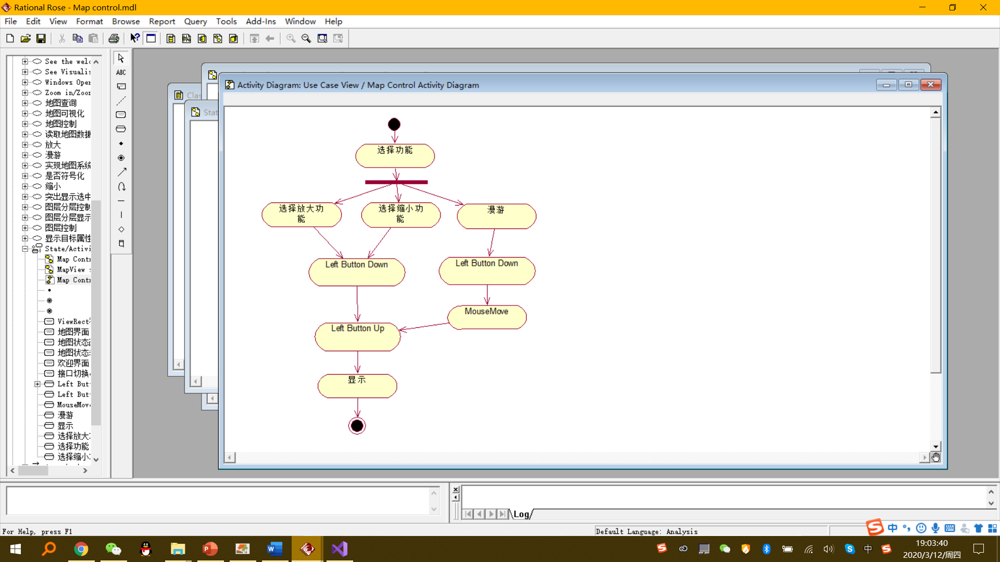 Rational Rose - Map control.mdl
File Edit View Format Browse Report Query Tools Add-Ins Window Help
See the welc
See Visualis
Windows Oper
Zoom in/Zoor
地图查询
地图可视化
地图控制
读取地图数据
放大
漫游
实现地图系统
是否符号化
缩小
突出显示选中
图层分层控制
图层分层显示
图层控制
显示目标属性
State/Activi
Map Contr
MapView s
Map Contr
ViewRect
地图界面
地图状态
地图状态
欢迎界面
接口切换
Left But
Left But
MouseMov
漫游
显示
选择放大
选择功能
选择缩小
ABC
Clas
Stat
Activity Diagram: Use Case View / Map Control Activity Diagram
选择功能
选择放大功
能
选择缩小功
能
漫游
Left Button Down
Left Button Down
MouseMove
Left Button Up
显示
Log
For Help, press F1
Default Language: Analysis
中
中
19:03:40
2020/3/12/周四